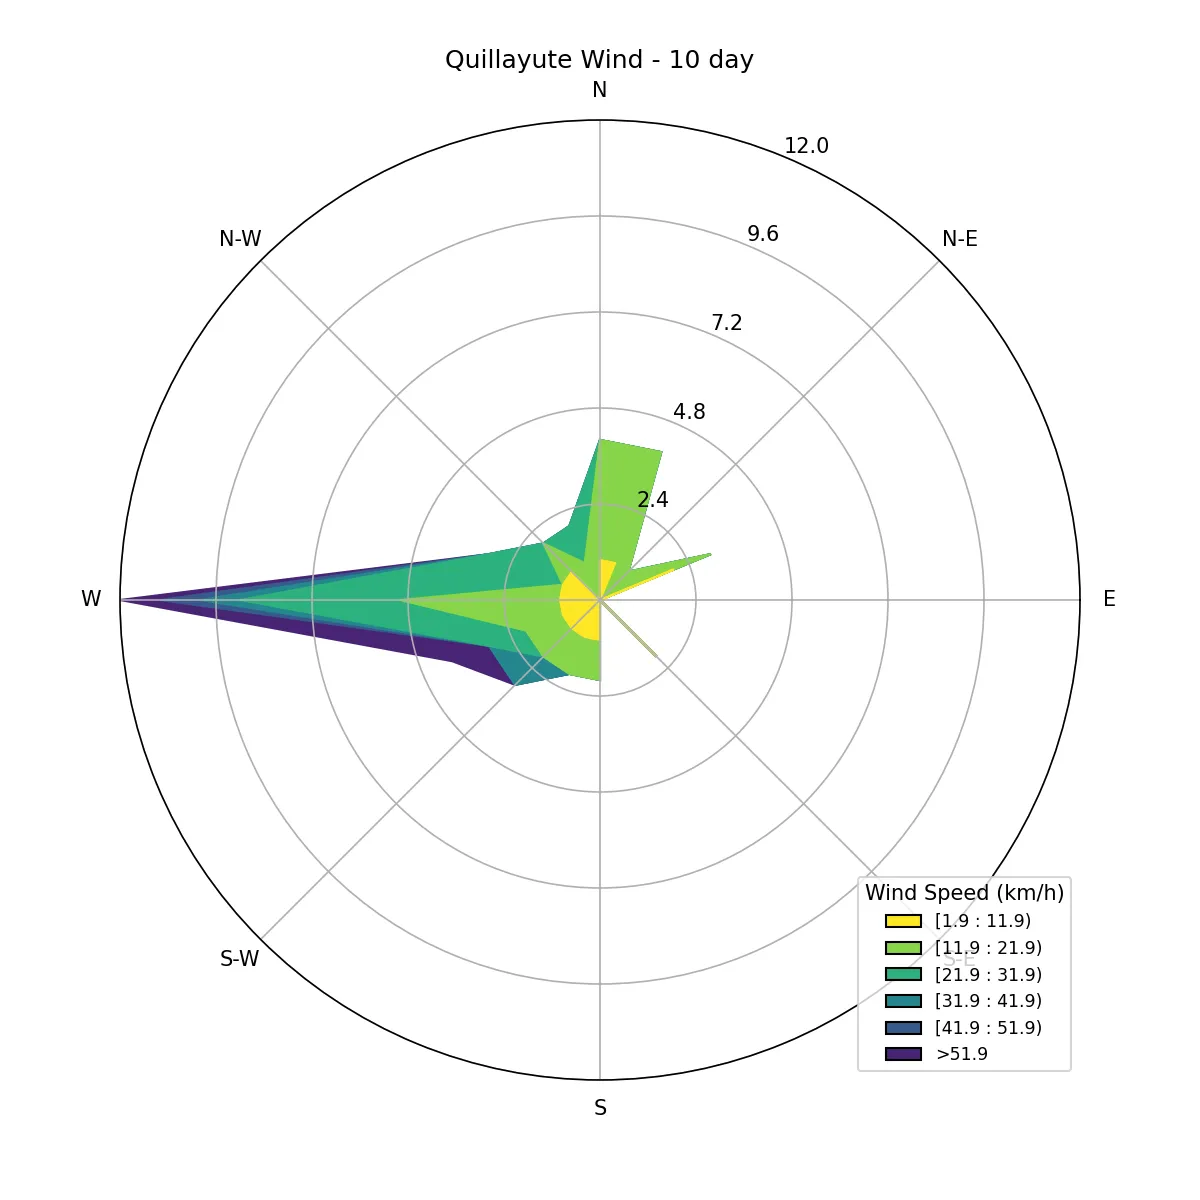 Quillayute Wind - 10 day
N
12.0
N-W
9.6
N-E
7.2
4.8
2.4
W
E
Wind Speed (km/h)
[1.9 : 11.9)
[11.9 : 21.9)
S-W
S-E
[21.9 : 31.9)
[31.9 : 41.9)
[41.9 : 51.9)
>51.9
S